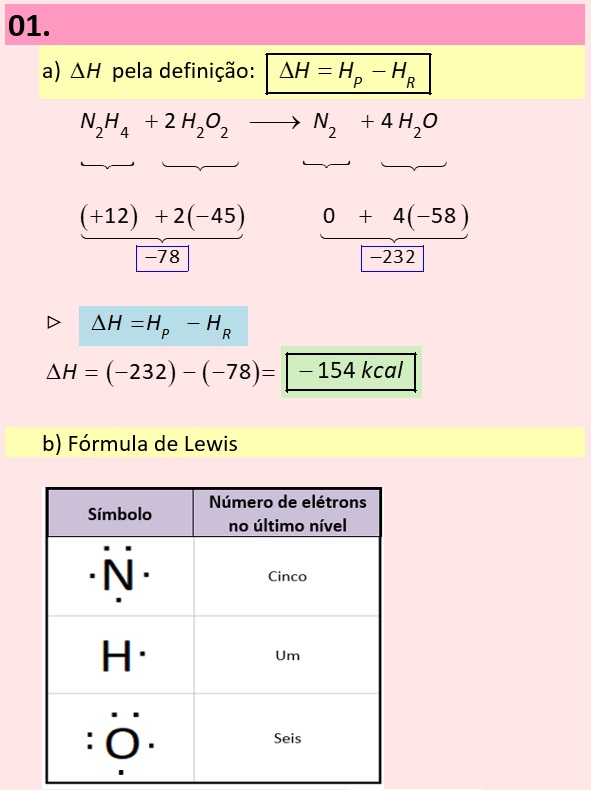 01.
a) ΔH pela definição: ΔH = H_P − H_R
N₂H₄ + 2 H₂O₂ ⟶ N₂ + 4 H₂O
(+12) + 2(−45) 0 + 4(−58)
−78 −232
▷ ΔH = H_P − H_R
ΔH = (−232) − (−78) = − 154 kcal
b) Fórmula de Lewis
Símbolo
Número de elétrons
no último nível
N
Cinco
H
Um
O
Seis